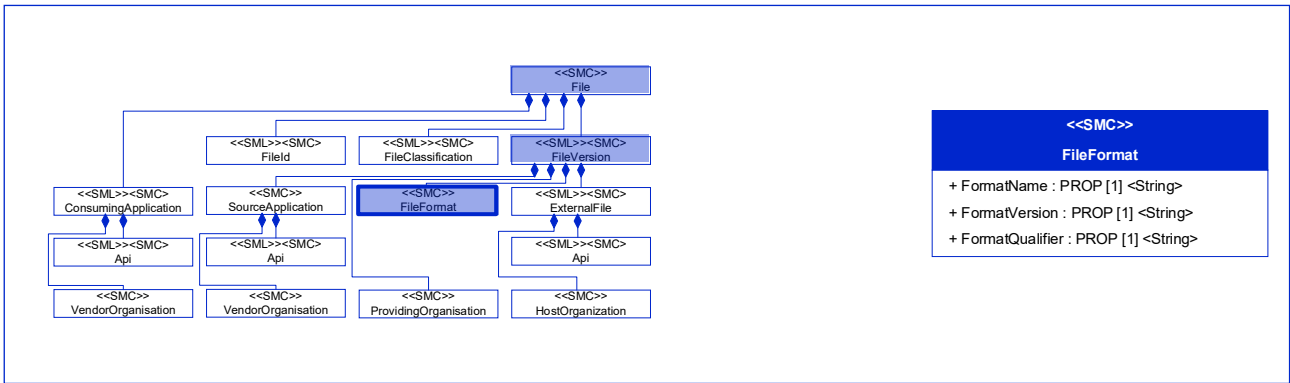 <<SMC>>
File
<<SML>><SMC>
FileId
<<SML>><SMC>
FileClassification
<<SML>><SMC>
FileVersion
<<SML>><SMC>
ConsumingApplication
<<SMC>>
SourceApplication
<<SMC>>
FileFormat
<<SML>><SMC>
ExternalFile
<<SML>><SMC>
Api
<<SML>><SMC>
Api
<<SML>><SMC>
Api
<<SMC>>
VendorOrganisation
<<SMC>>
VendorOrganisation
<<SMC>>
ProvidingOrganisation
<<SMC>>
HostOrganization
<<SMC>>
FileFormat
+ FormatName : PROP [1] <String>
+ FormatVersion : PROP [1] <String>
+ FormatQualifier : PROP [1] <String>